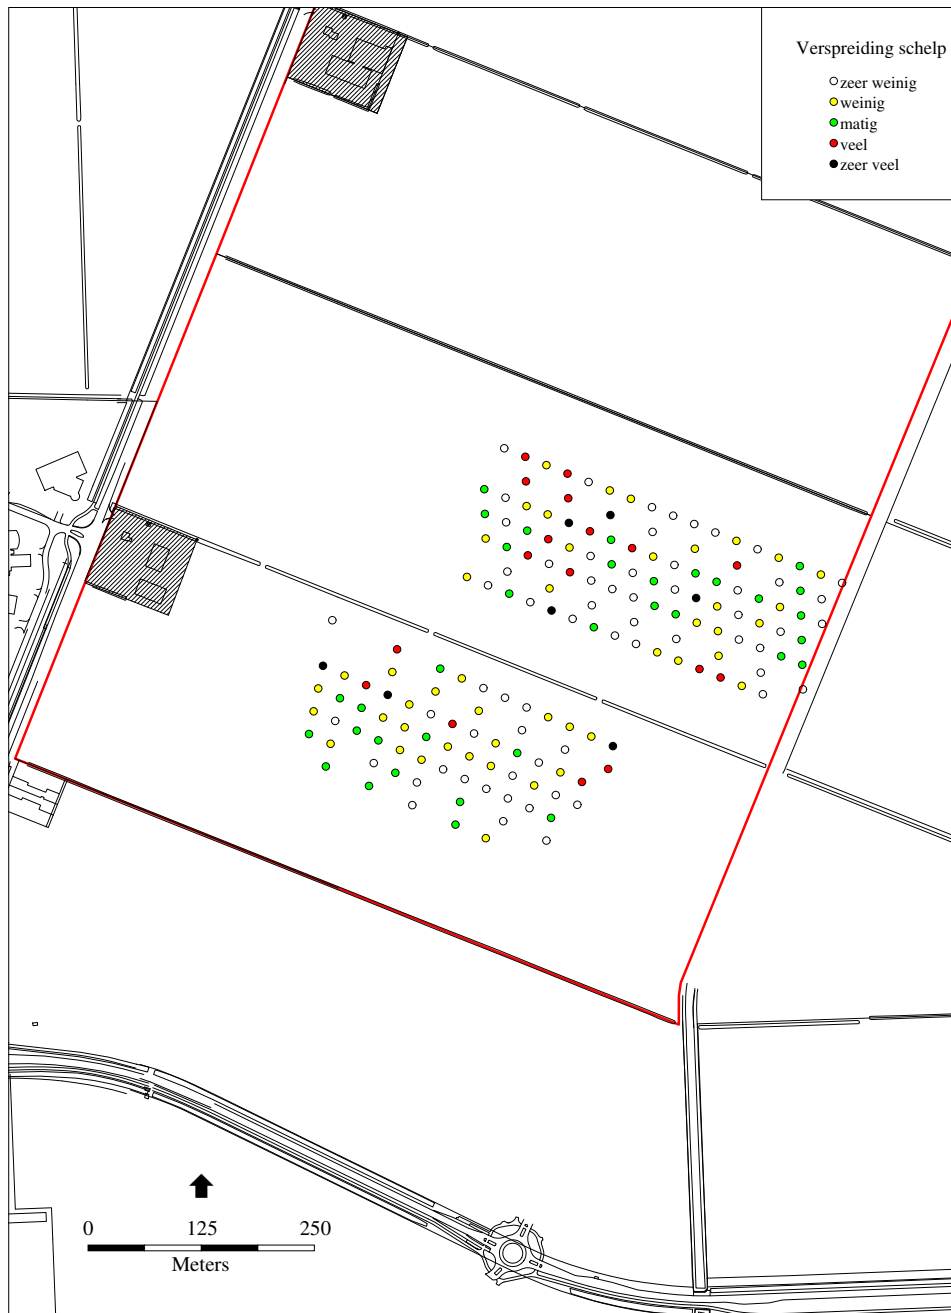 Verspreiding schelp
zeer weinig
weinig
matig
veel
zeer veel
0 125 250
Meters